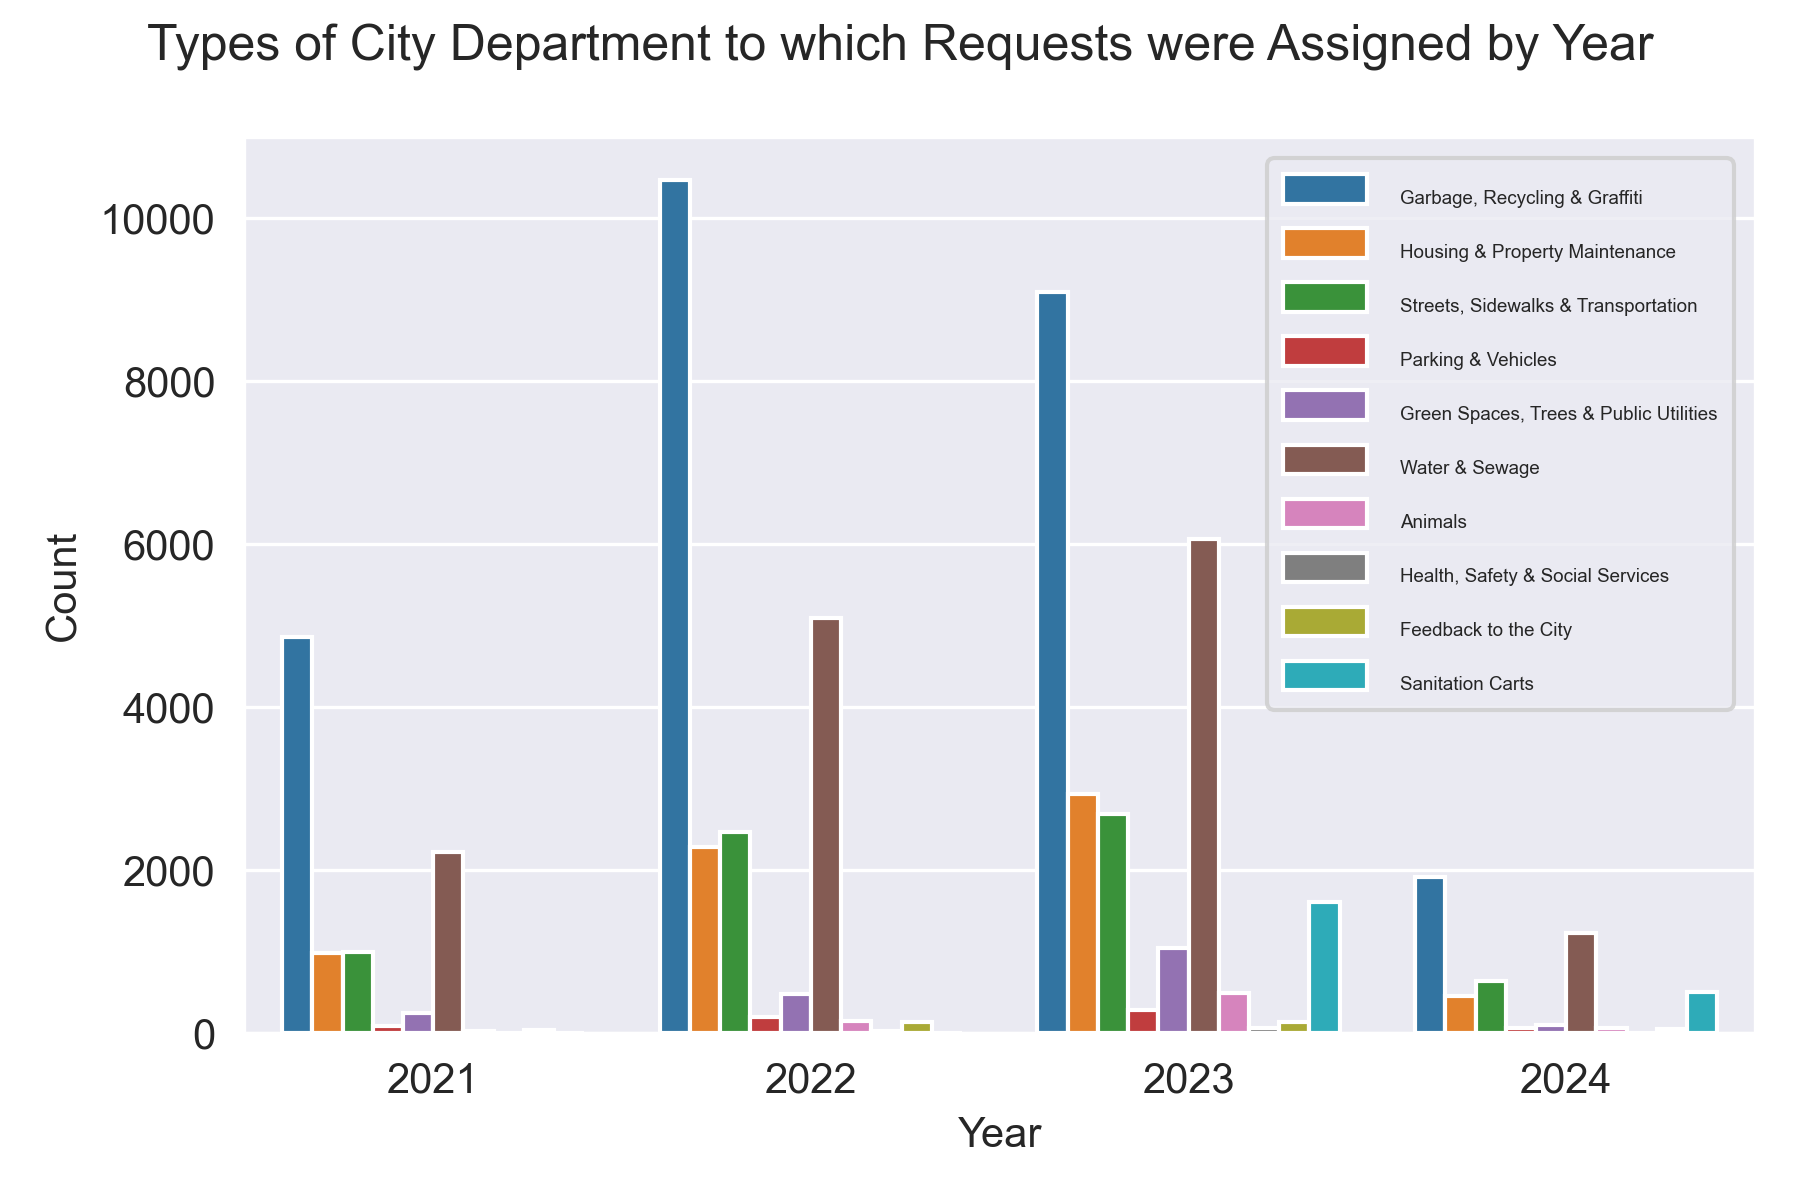 Types of City Department to which Requests were Assigned by Year
Count
10000
8000
6000
4000
2000
0
Garbage, Recycling & Graffiti
Housing & Property Maintenance
Streets, Sidewalks & Transportation
Parking & Vehicles
Green Spaces, Trees & Public Utilities
Water & Sewage
Animals
Health, Safety & Social Services
Feedback to the City
Sanitation Carts
2021 2022 2023 2024
Year